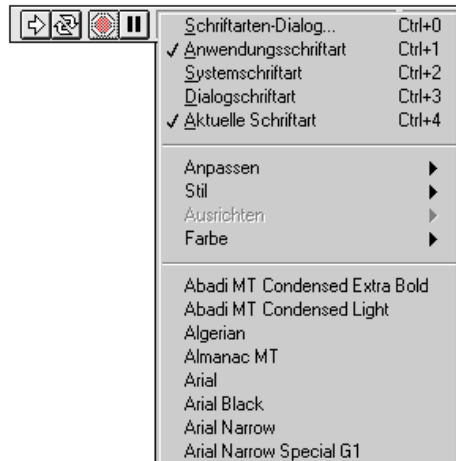 Schriftarten-Dialog... Ctrl+0
Anwendungsschriftart Ctrl+1
Systemschriftart Ctrl+2
Dialogschriftart Ctrl+3
Aktuelle Schriftart Ctrl+4
Anpassen
Stil
Ausrichten
Farbe
Abadi MT Condensed Extra Bold
Abadi MT Condensed Light
Algerian
Almanac MT
Arial
Arial Black
Arial Narrow
Arial Narrow Special G1